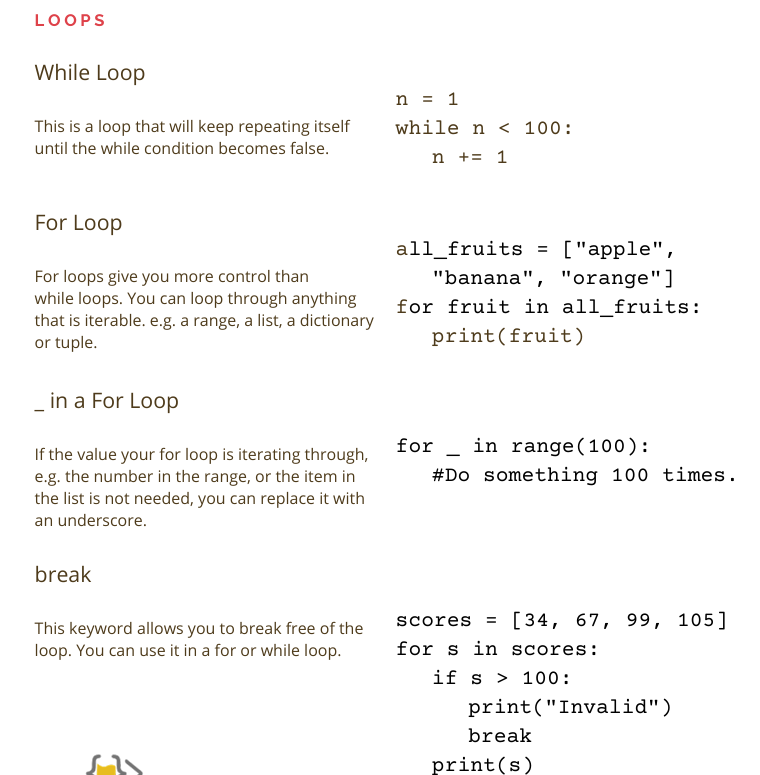 LOOPS
While Loop
This is a loop that will keep repeating itself
until the while condition becomes false.
n = 1
while n < 100:
   n += 1
For Loop
For loops give you more control than
while loops. You can loop through anything
that is iterable. e.g. a range, a list, a dictionary
or tuple.
all_fruits = ["apple",
   "banana", "orange"]
for fruit in all_fruits:
   print(fruit)
_ in a For Loop
If the value your for loop is iterating through,
e.g. the number in the range, or the item in
the list is not needed, you can replace it with
an underscore.
for _ in range(100):
   #Do something 100 times.
break
This keyword allows you to break free of the
loop. You can use it in a for or while loop.
scores = [34, 67, 99, 105]
for s in scores:
   if s > 100:
      print("Invalid")
      break
   print(s)